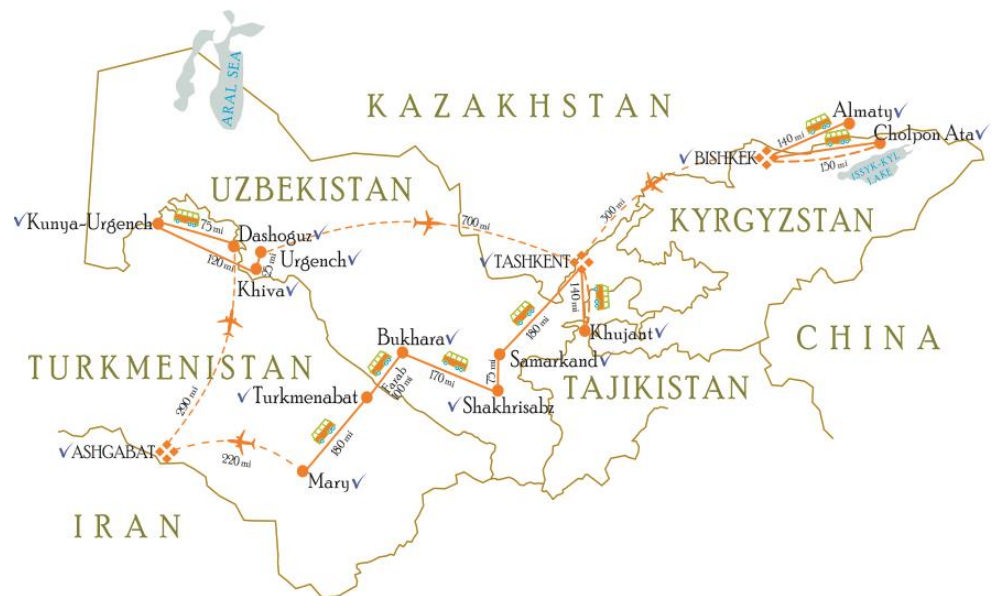 ARAL SEA
KAZAKHSTAN
Almaty✓
140 mi
Cholpon Ata✓
✓BISHKEK
150 mi
ISSYK-KYL
LAKE
UZBEKISTAN
300 mi
KYRGYZSTAN
✓Kunya-Urgench
75 mi
700 mi
Dashoguz✓
120 mi
Urgench✓
25 mi
✓TASHKENT
Khiva✓
140 mi
180 mi
Khujant✓
CHINA
Bukhara✓
Samarkand✓
TURKMENISTAN
170 mi
mi
TAJIKISTAN
Farab
100 mi
✓Turkmenabat
✓Shakhrisabz
290 mi
180 mi
✓ASHGABAT
220 mi
Mary✓
IRAN